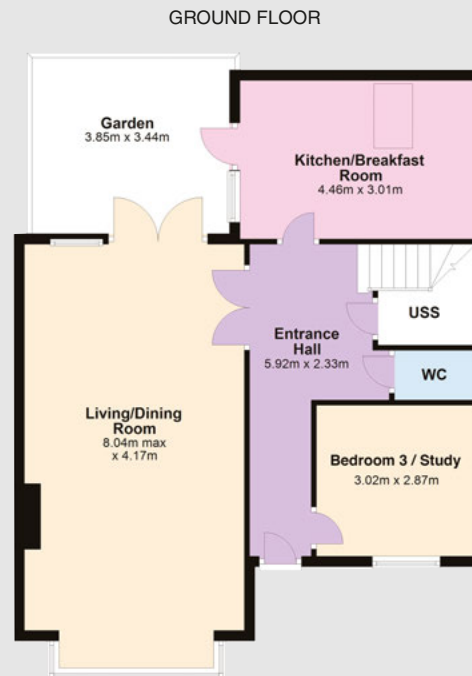 GROUND FLOOR
Garden
3.85m x 3.44m
Kitchen/Breakfast
Room
4.46m x 3.01m
USS
Entrance
Hall
5.92m x 2.33m
WC
Living/Dining
Room
8.04m max
x 4.17m
Bedroom 3 / Study
3.02m x 2.87m